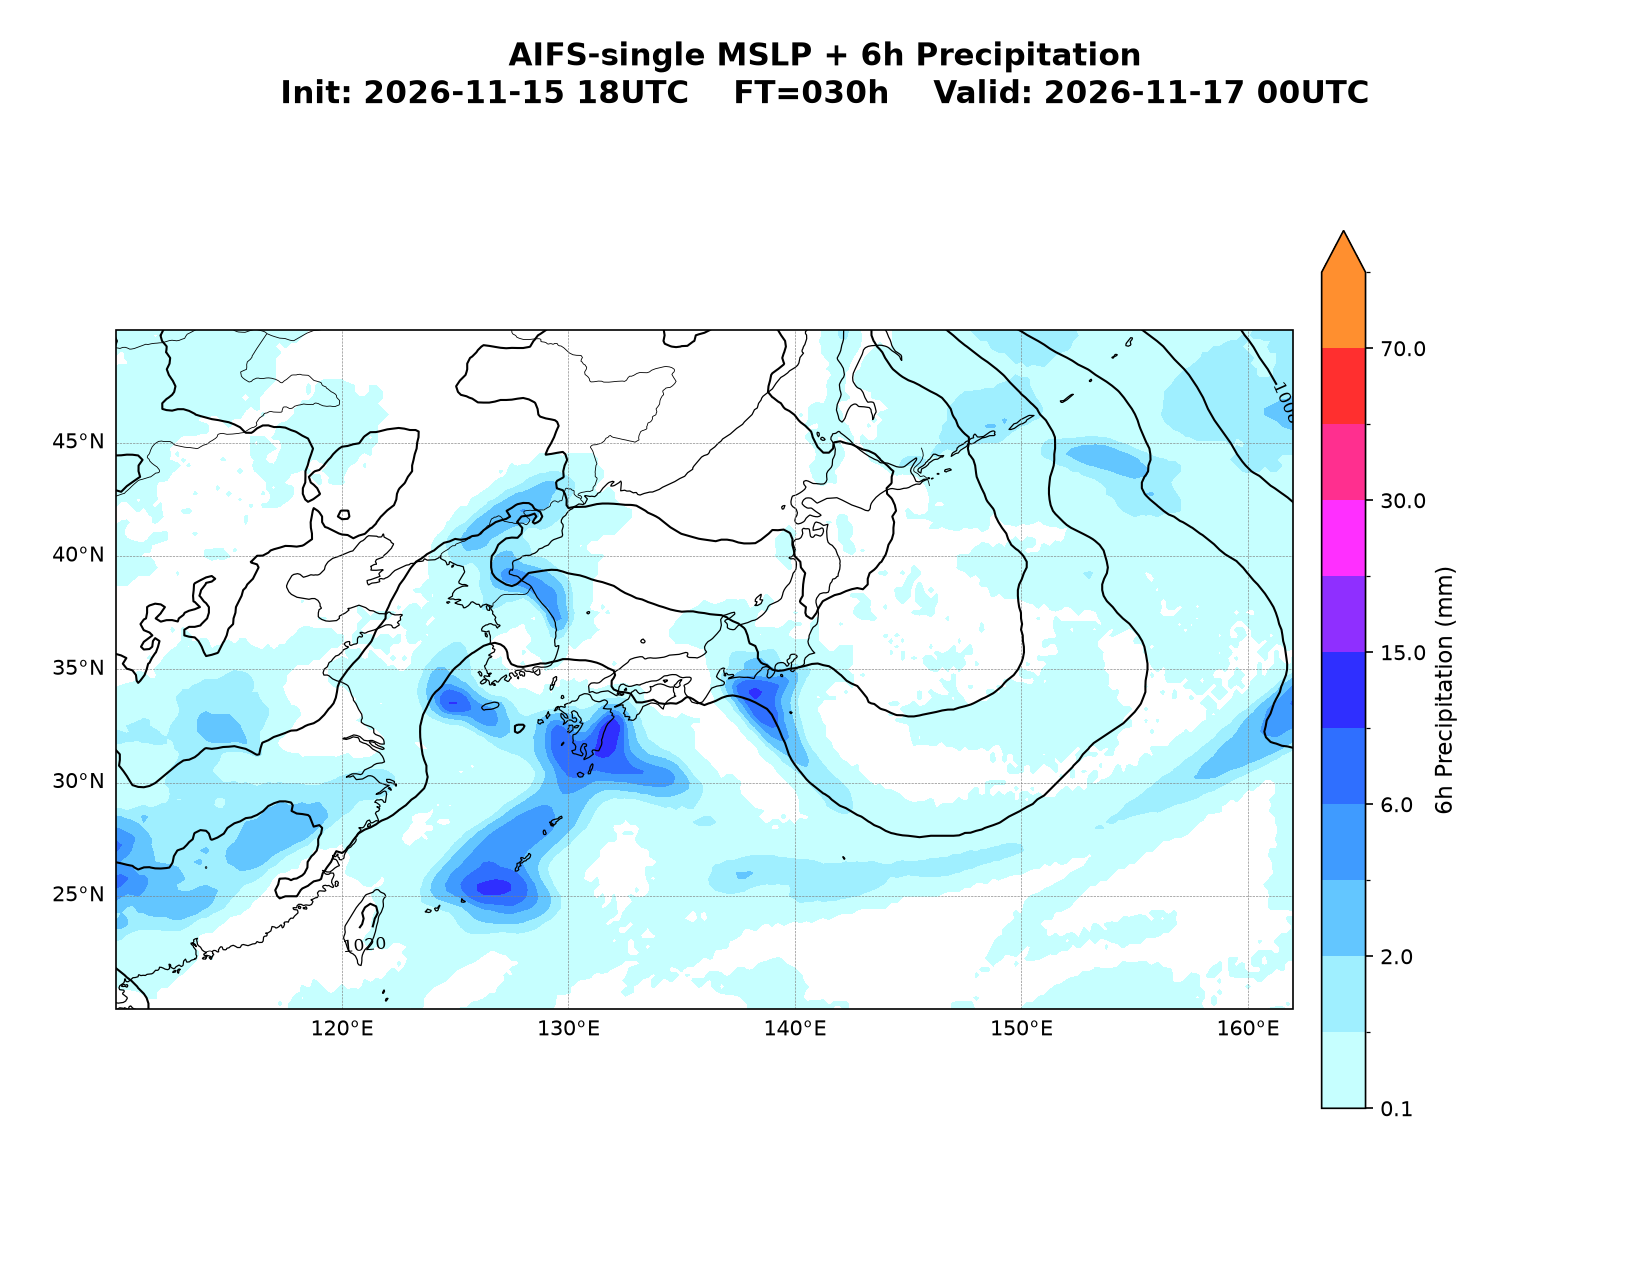 AIFS-single MSLP + 6h Precipitation
Init: 2026-11-15 18UTC    FT=030h    Valid: 2026-11-17 00UTC
70.0
30.0
15.0
6.0
2.0
0.1
6h Precipitation (mm)
45°N
40°N
35°N
30°N
25°N
1020
120°E
130°E
140°E
150°E
160°E